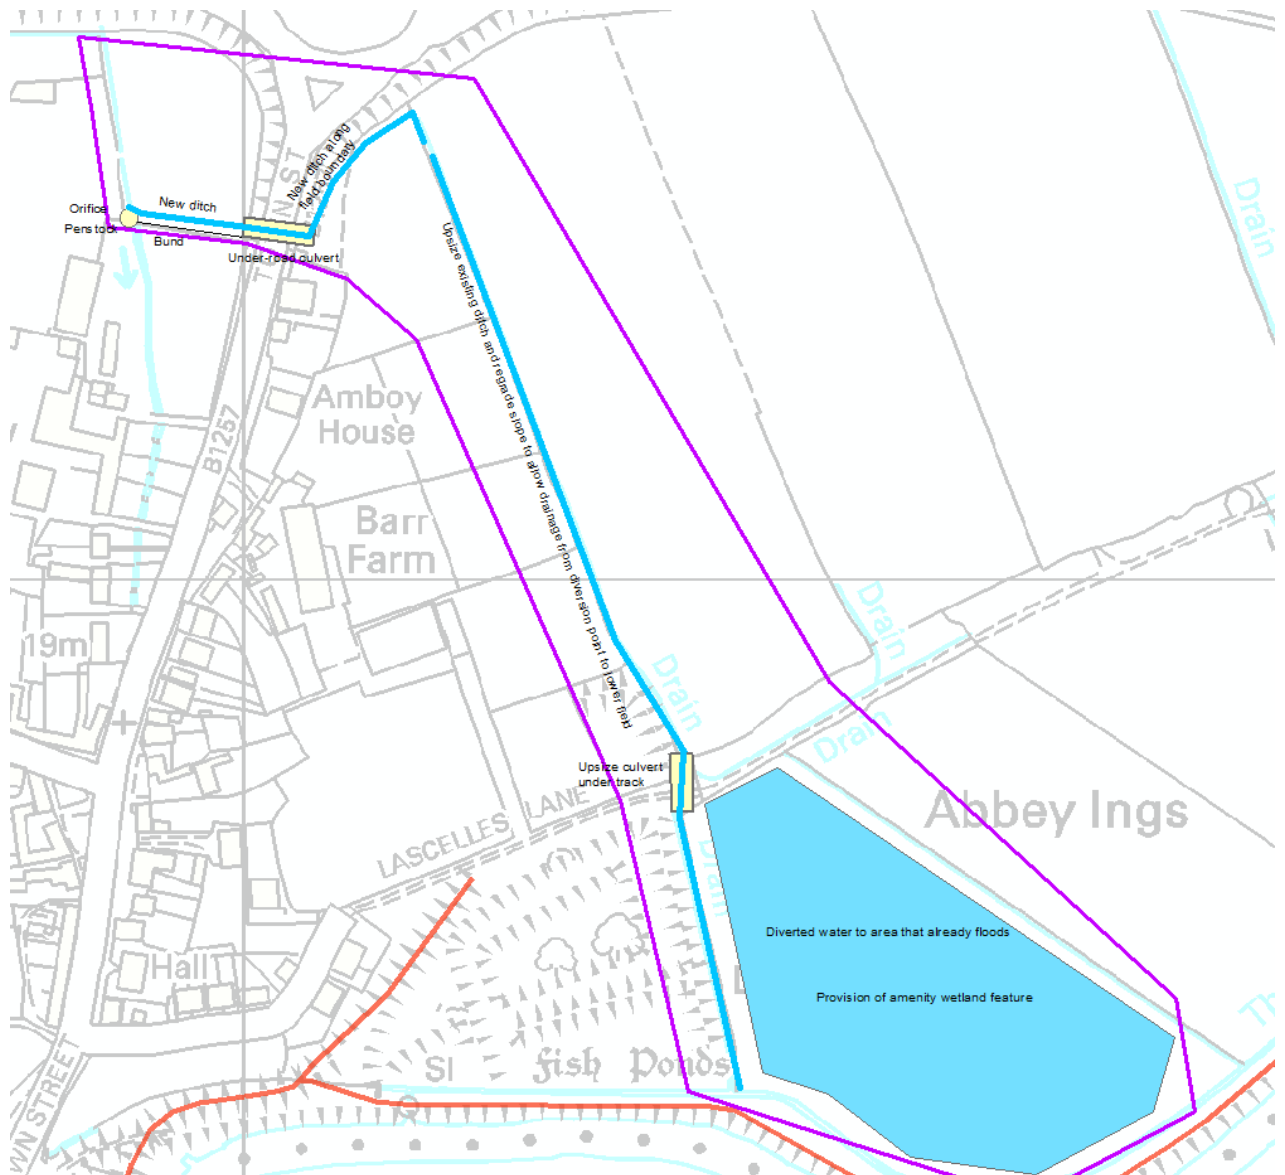 New ditch along
field boundary
Orifice
Penstock
New ditch
Bund
Under-road culvert
Drain
Upsize existing ditch and regrade slope to allow drainage from diversion point to lower field
Amboy
House
B1257
Barr
Farm
19m
Drain
Drain
Drain
Upsize culvert
under track
LASCELLES LANE
Abbey Ings
Drain
Diverted water to area that already floods
Hall
Provision of amenity wetland feature
Sl
Fish Ponds
WN STREET